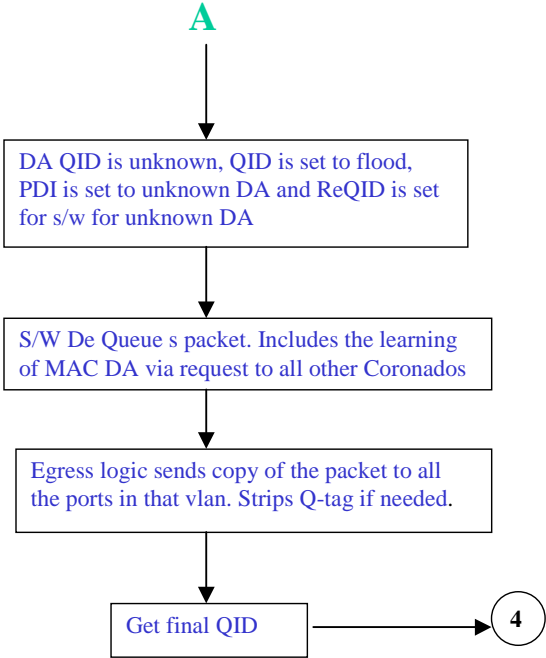 A
DA QID is unknown, QID is set to flood,
PDI is set to unknown DA and ReQID is set
for s/w for unknown DA
S/W De Queue s packet. Includes the learning
of MAC DA via request to all other Coronados
Egress logic sends copy of the packet to all
the ports in that vlan. Strips Q-tag if needed.
Get final QID
4